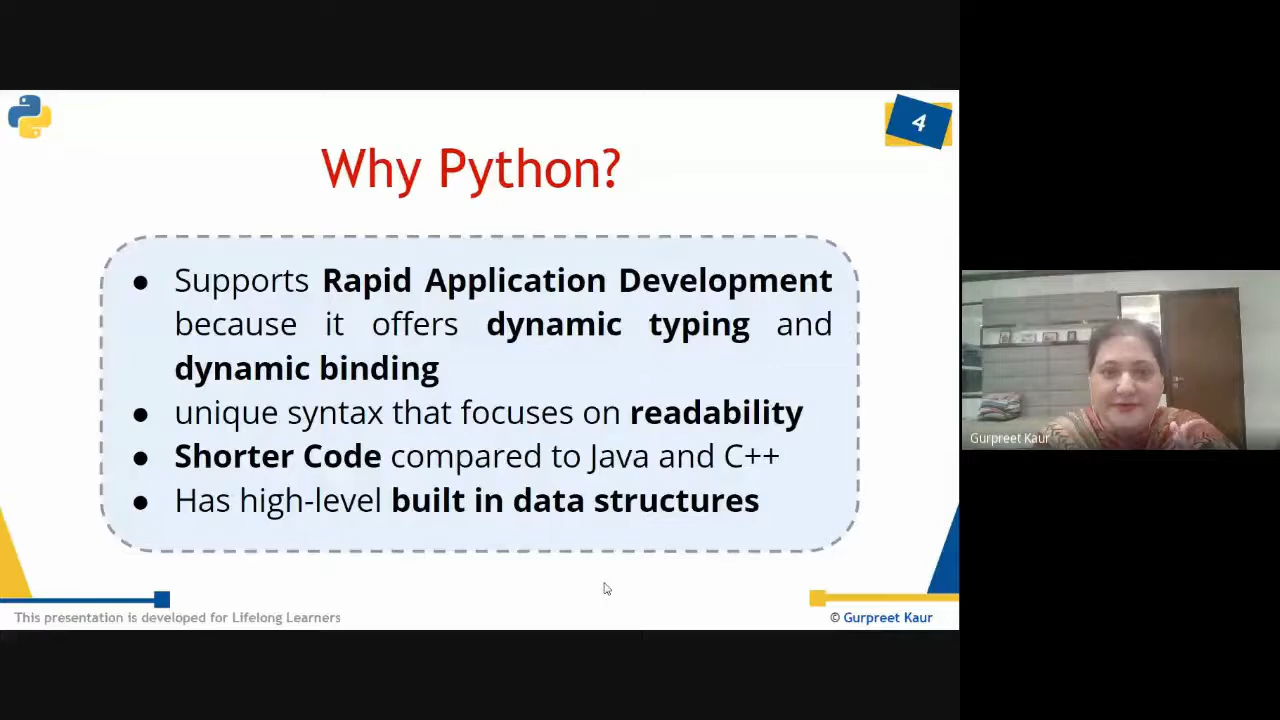 4
Why Python?
● Supports Rapid Application Development
because it offers dynamic typing and
dynamic binding
● unique syntax that focuses on readability
● Shorter Code compared to Java and C++
● Has high-level built in data structures
This presentation is developed for Lifelong Learners
© Gurpreet Kaur
Gurpreet Kaur